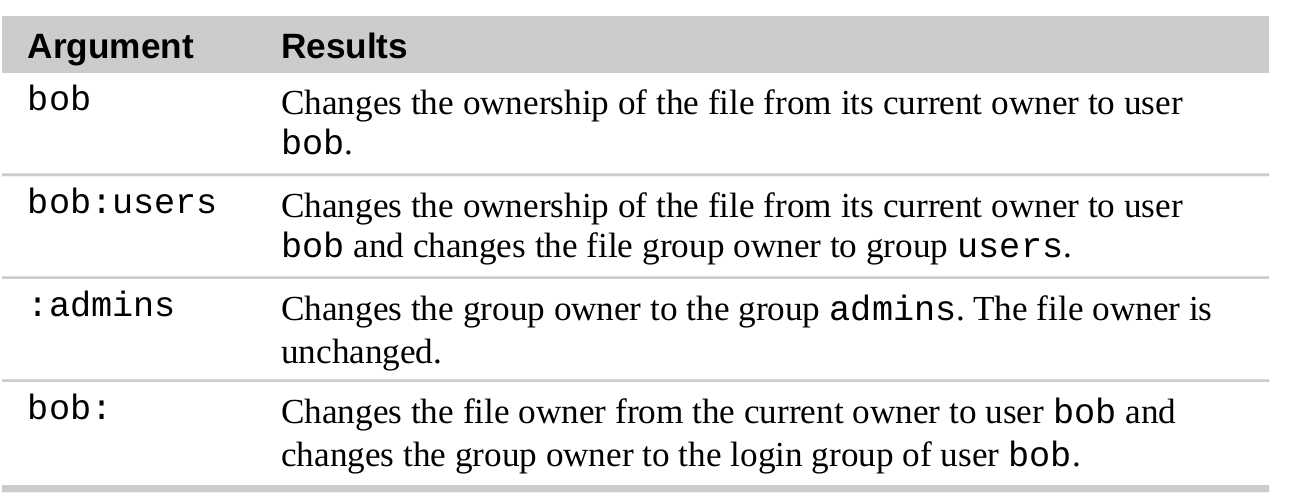 Argument Results
bob Changes the ownership of the file from its current owner to user
bob.
bob:users Changes the ownership of the file from its current owner to user
bob and changes the file group owner to group users.
:admins Changes the group owner to the group admins. The file owner is
unchanged.
bob: Changes the file owner from the current owner to user bob and
changes the group owner to the login group of user bob.